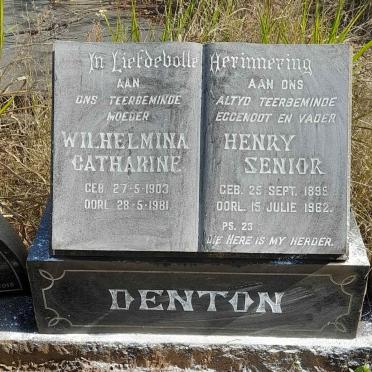 In Liefdevolle Herinnering
AAN
ONS TEERBEMINDE
MOEDER
WILHELMINA
CATHARINE
GEB. 27-5-1903
OORL. 28-5-1981
AAN ONS
ALTYD TEERBEMINDE
EGGENOOT EN VADER
HENRY
SENIOR
GEB. 25 SEPT. 1895
OORL. 15 JULIE 1962.
PS. 23
DIE HERE IS MY HERDER.
DENTON